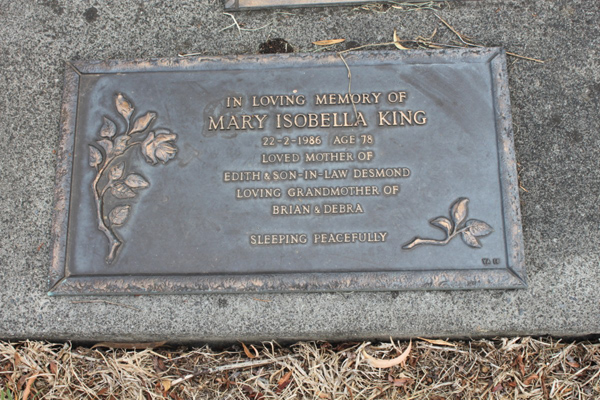 IN LOVING MEMORY OF
MARY ISOBELLA KING
22-2-1986 AGE 78
LOVED MOTHER OF
EDITH & SON-IN-LAW DESMOND
LOVING GRANDMOTHER OF
BRIAN & DEBRA
SLEEPING PEACEFULLY